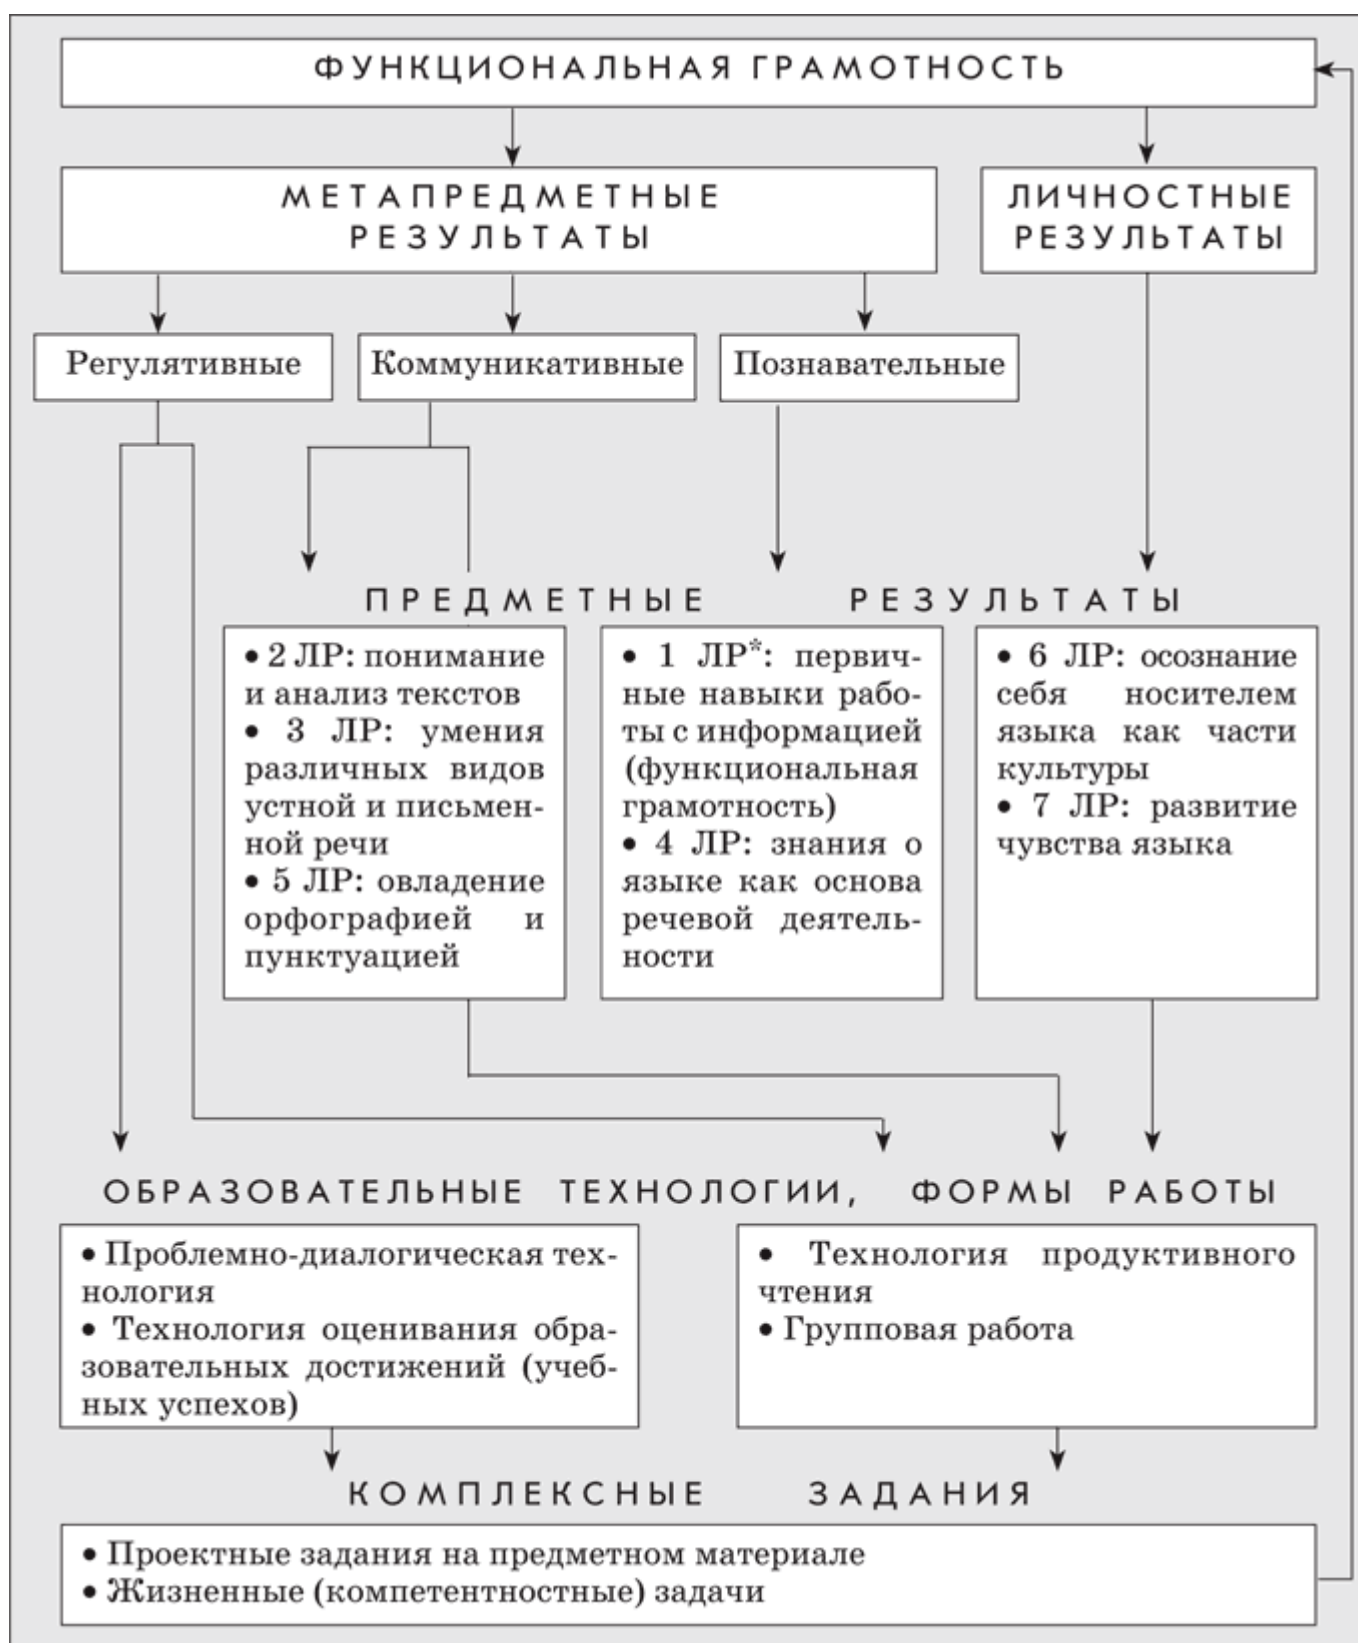 ФУНКЦИОНАЛЬНАЯ ГРАМОТНОСТЬ
МЕТАПРЕДМЕТНЫЕ
РЕЗУЛЬТАТЫ
ЛИЧНОСТНЫЕ
РЕЗУЛЬТАТЫ
Регулятивные
Коммуникативные
Познавательные
ПРЕДМЕТНЫЕ РЕЗУЛЬТАТЫ
• 2 ЛР: понимание
и анализ текстов
• 3 ЛР: умения
различных видов
устной и письмен-
ной речи
• 5 ЛР: овладение
орфографией и
пунктуацией
• 1 ЛР*: первич-
ные навыки рабо-
ты с информацией
(функциональная
грамотность)
• 4 ЛР: знания о
языке как основа
речевой деятель-
ности
• 6 ЛР: осознание
себя носителем
языка как части
культуры
• 7 ЛР: развитие
чувства языка
ОБРАЗОВАТЕЛЬНЫЕ ТЕХНОЛОГИИ, ФОРМЫ РАБОТЫ
• Проблемно-диалогическая тех-
нология
• Технология оценивания обра-
зовательных достижений (учеб-
ных успехов)
• Технология продуктивного
чтения
• Групповая работа
КОМПЛЕКСНЫЕ ЗАДАНИЯ
• Проектные задания на предметном материале
• Жизненные (компетентностные) задачи